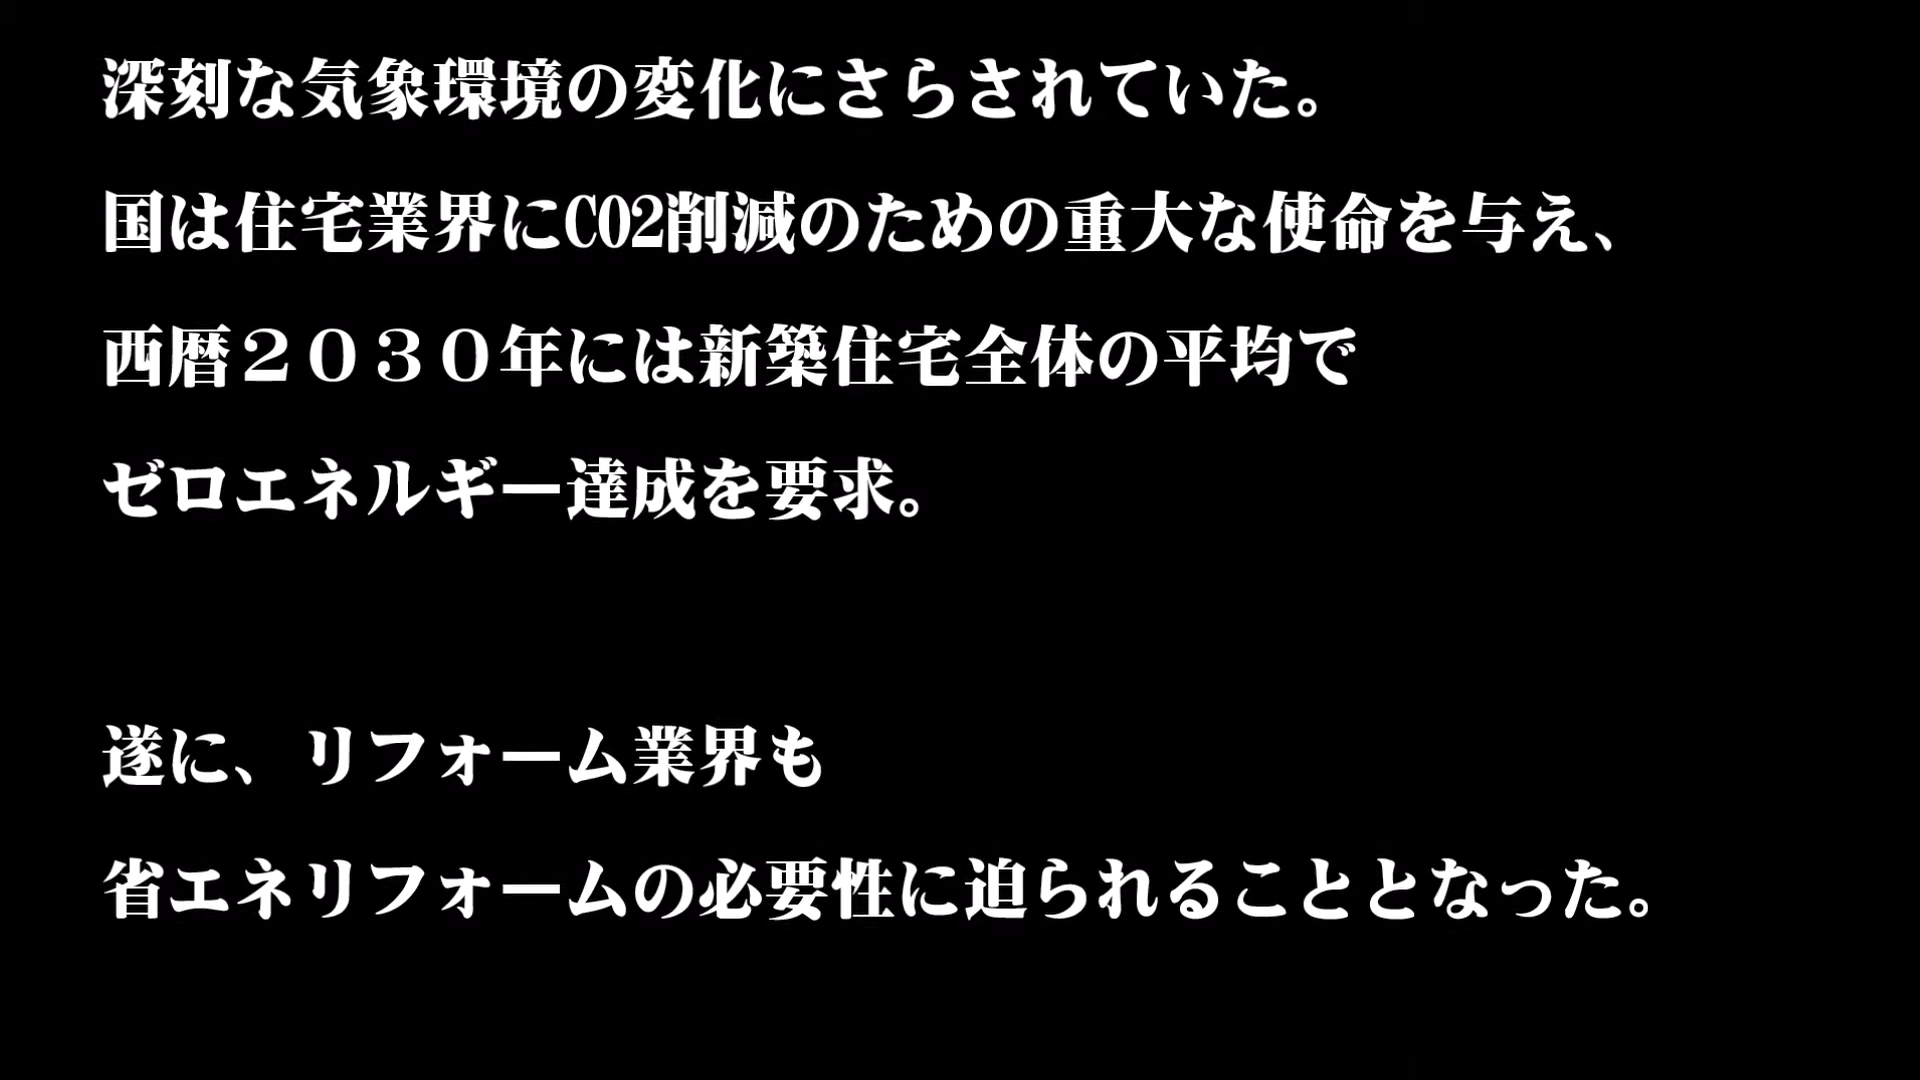 深刻な気象環境の変化にさらされていた。
国は住宅業界にCO2削減のための重大な使命を与え、
西暦２０３０年には新築住宅全体の平均で
ゼロエネルギー達成を要求。
遂に、リフォーム業界も
省エネリフォームの必要性に迫られることとなった。